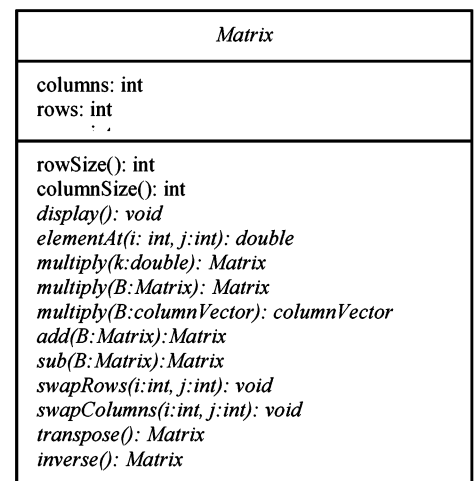 Matrix
columns: int
rows: int
rowSize(): int
columnSize(): int
display(): void
elementAt(i: int, j:int): double
multiply(k:double): Matrix
multiply(B:Matrix): Matrix
multiply(B:columnVector): columnVector
add(B:Matrix):Matrix
sub(B:Matrix):Matrix
swapRows(i:int, j:int): void
swapColumns(i:int, j:int): void
transpose(): Matrix
inverse(): Matrix